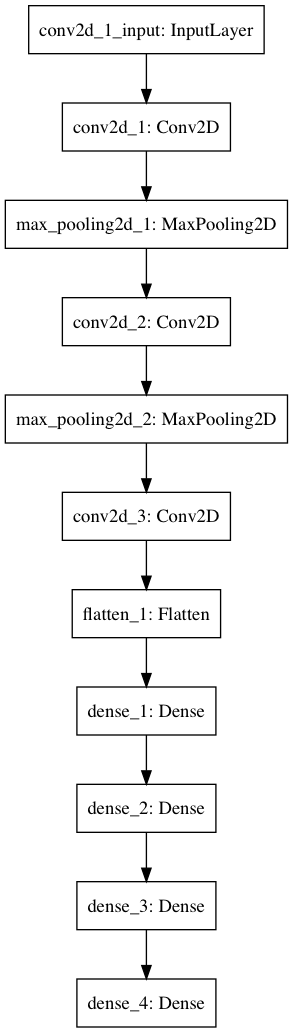 conv2d_1_input: InputLayer
conv2d_1: Conv2D
max_pooling2d_1: MaxPooling2D
conv2d_2: Conv2D
max_pooling2d_2: MaxPooling2D
conv2d_3: Conv2D
flatten_1: Flatten
dense_1: Dense
dense_2: Dense
dense_3: Dense
dense_4: Dense